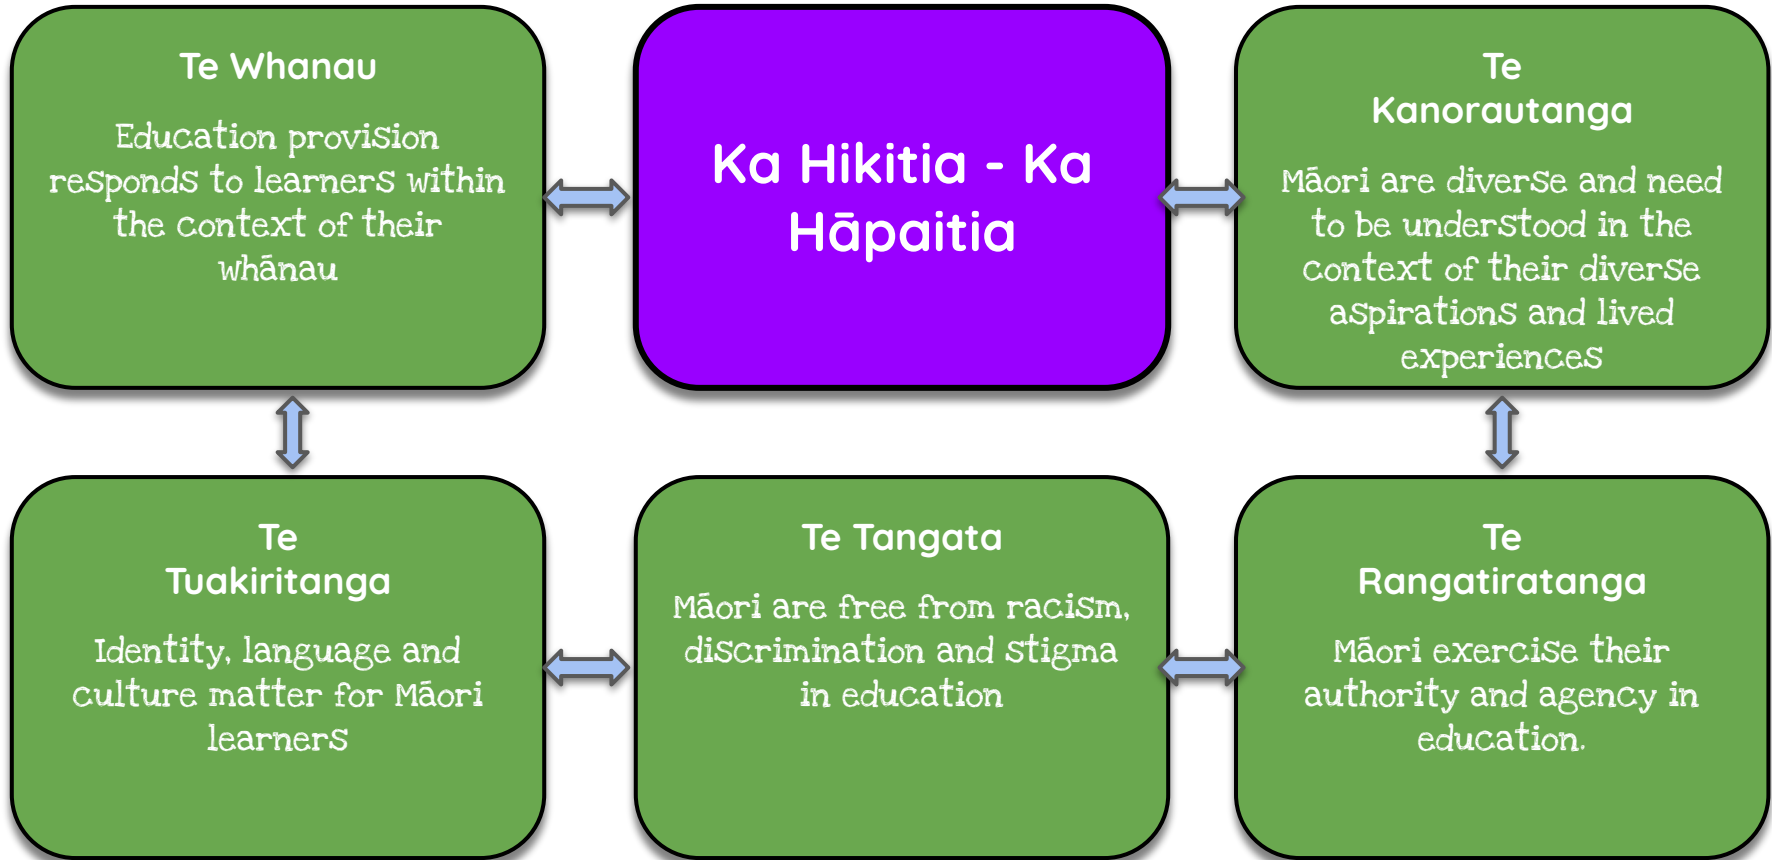 Te Whanau
Education provision
responds to learners within
the context of their
whānau
Ka Hikitia - Ka
Hāpaitia
Te
Kanorautanga
Māori are diverse and need
to be understood in the
context of their diverse
aspirations and lived
experiences
Te
Tuakiritanga
Identity, language and
culture matter for Māori
learners
Te Tangata
Māori are free from racism,
discrimination and stigma
in education
Te
Rangatiratanga
Māori exercise their
authority and agency in
education.